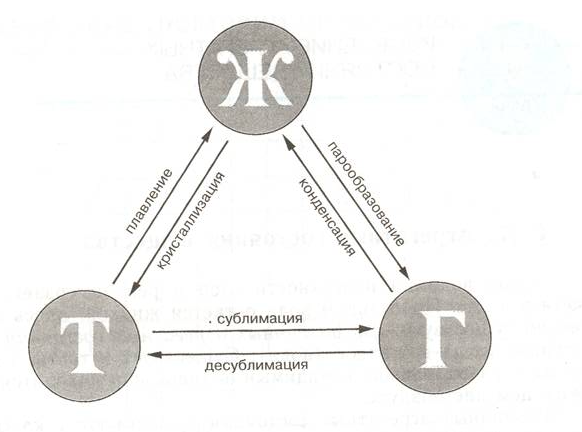 Ж
плавление
кристаллизация
конденсация
парообразование
Т
сублимация
десублимация
Г